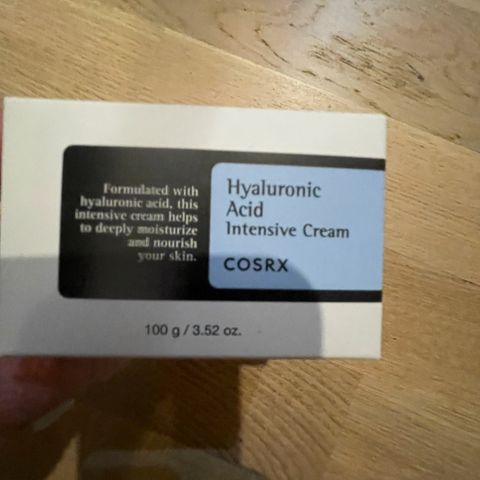 Formulated with
hyaluronic acid, this
intensive cream helps
to deeply moisturize
and nourish
your skin.
Hyaluronic
Acid
Intensive Cream
COSRX
100 g / 3.52 oz.